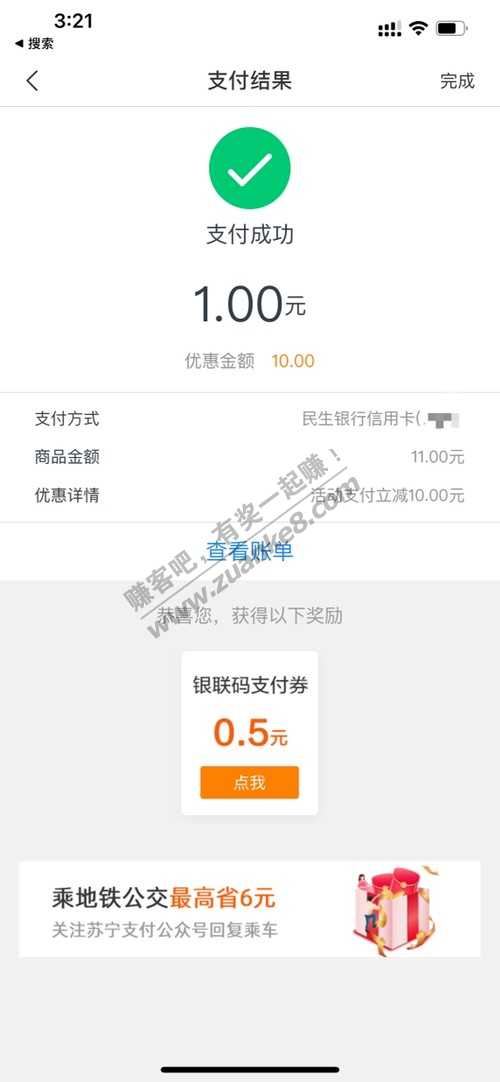 3:21
◀ 搜索
支付结果
完成
支付成功
1.00元
优惠金额 10.00
支付方式 民生银行信用卡(
商品金额 11.00元
优惠详情 活动支付立减10.00元
查看账单
赚客吧，有奖一起赚！
www.zuanke8.com
恭喜您，获得以下奖励
银联码支付券
0.5元
点我
乘地铁公交最高省6元
关注苏宁支付公众号回复乘车